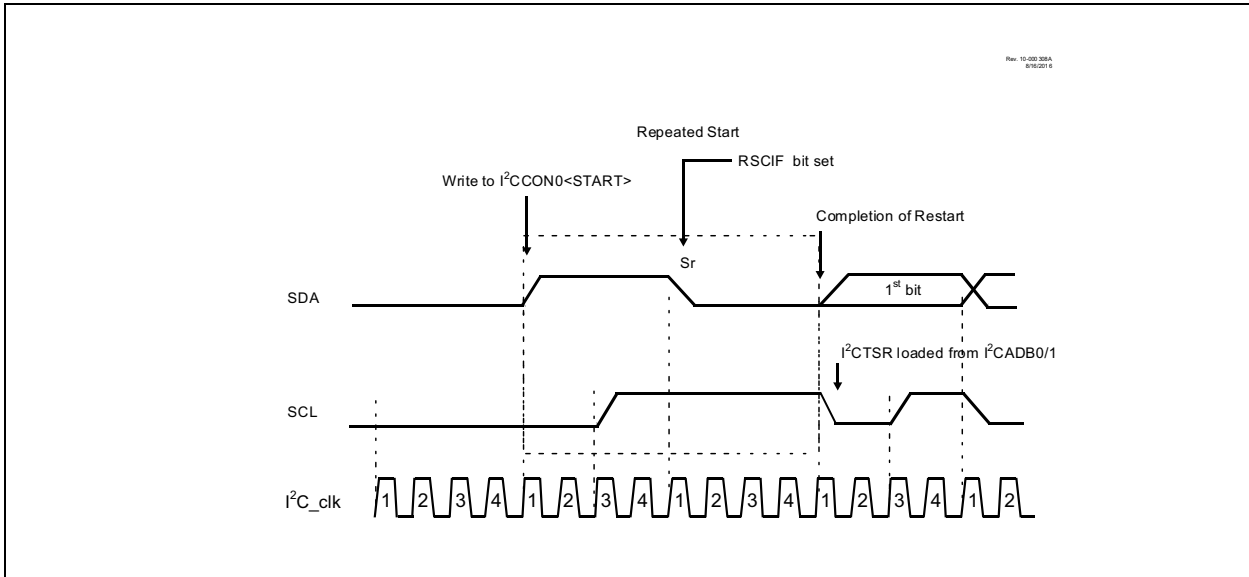 Rev. 10-000 308A
8/16/2016
Repeated Start
RSCIF bit set
Write to I²CCON0<START>
Completion of Restart
Sr
SDA
1st bit
I²CTSR loaded from I²CADB0/1
SCL
I²C_clk
1 2 3 4 1 2 3 4 1 2 3 4 1 2 3 4 1 2